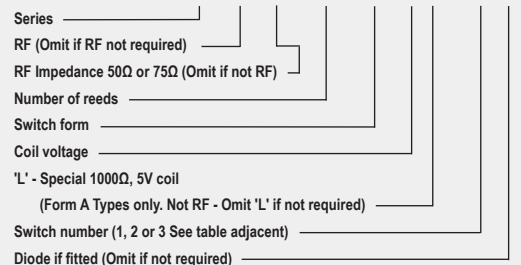 Series
RF (Omit if RF not required)
RF Impedance 50Ω or 75Ω (Omit if not RF)
Number of reeds
Switch form
Coil voltage
'L' - Special 1000Ω, 5V coil
(Form A Types only. Not RF - Omit 'L' if not required)
Switch number (1, 2 or 3 See table adjacent)
Diode if fitted (Omit if not required)